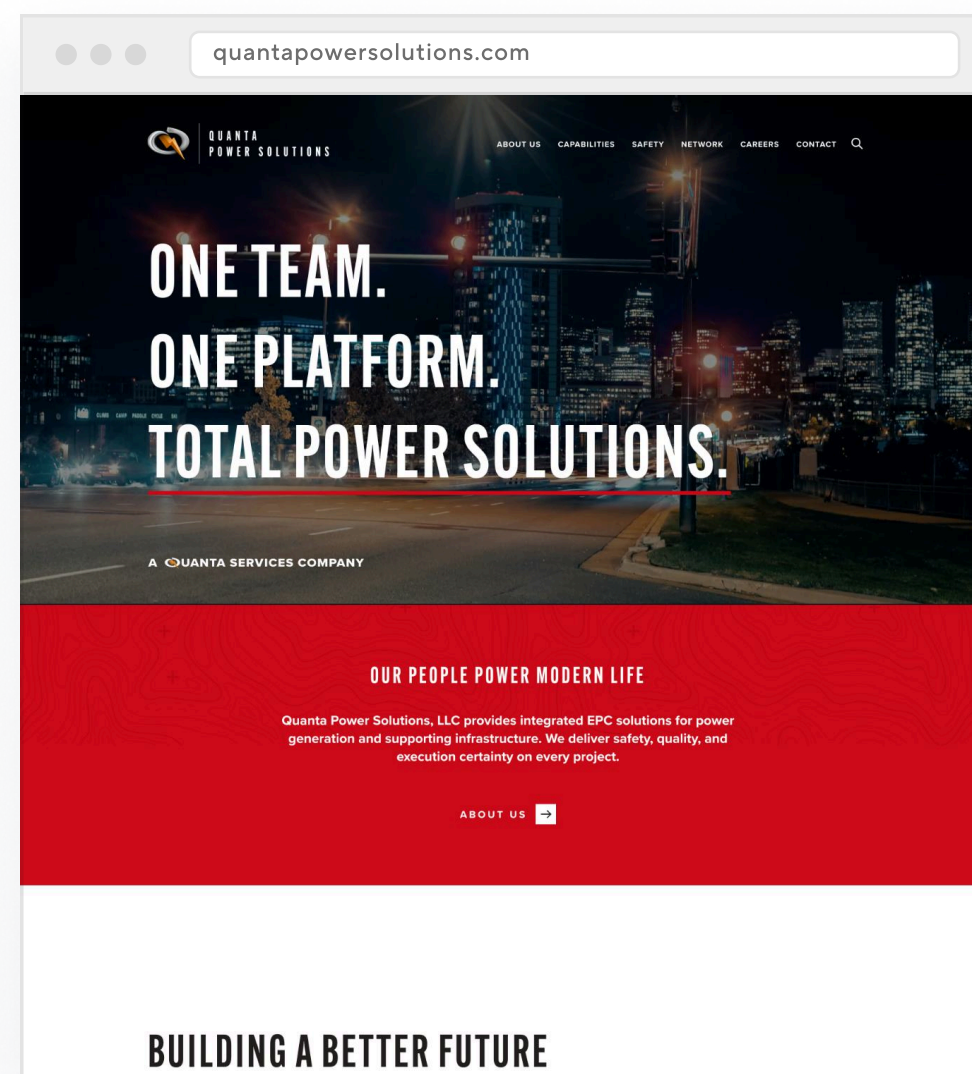 quantapowersolutions.com
QUANTA
POWER SOLUTIONS
ABOUT US CAPABILITIES SAFETY NETWORK CAREERS CONTACT
ONE TEAM.
ONE PLATFORM.
TOTAL POWER SOLUTIONS.
A QUANTA SERVICES COMPANY
OUR PEOPLE POWER MODERN LIFE
Quanta Power Solutions, LLC provides integrated EPC solutions for power
generation and supporting infrastructure. We deliver safety, quality, and
execution certainty on every project.
ABOUT US
BUILDING A BETTER FUTURE